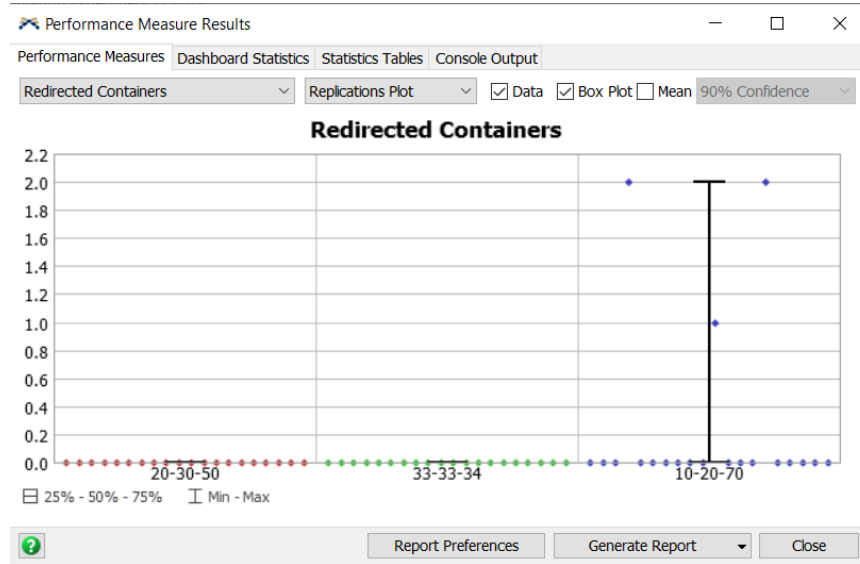 Performance Measure Results
Performance Measures Dashboard Statistics Statistics Tables Console Output
Redirected Containers Replications Plot Data Box Plot Mean 90% Confidence
Redirected Containers
2.2
2.0
1.8
1.6
1.4
1.2
1.0
0.8
0.6
0.4
0.2
0.0
20-30-50 33-33-34 10-20-70
25% - 50% - 75% Min - Max
? Report Preferences Generate Report Close